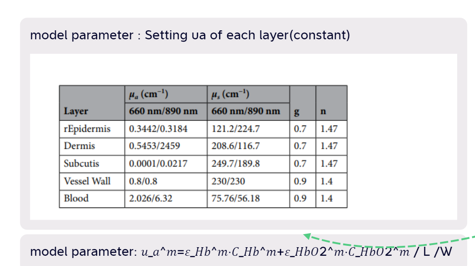 model parameter : Setting ua of each layer(constant)
μa (cm⁻¹) μs (cm⁻¹)
Layer 660 nm/890 nm 660 nm/890 nm g n
rEpidermis 0.3442/0.3184 121.2/224.7 0.7 1.47
Dermis 0.5453/2459 208.6/116.7 0.7 1.47
Subcutis 0.0001/0.0217 249.7/189.8 0.7 1.47
Vessel Wall 0.8/0.8 230/230 0.9 1.4
Blood 2.026/6.32 75.76/56.18 0.9 1.4
model parameter: u_a^m=ε_Hb^m·C_Hb^m+ε_HbO2^m·C_HbO2^m / L /W